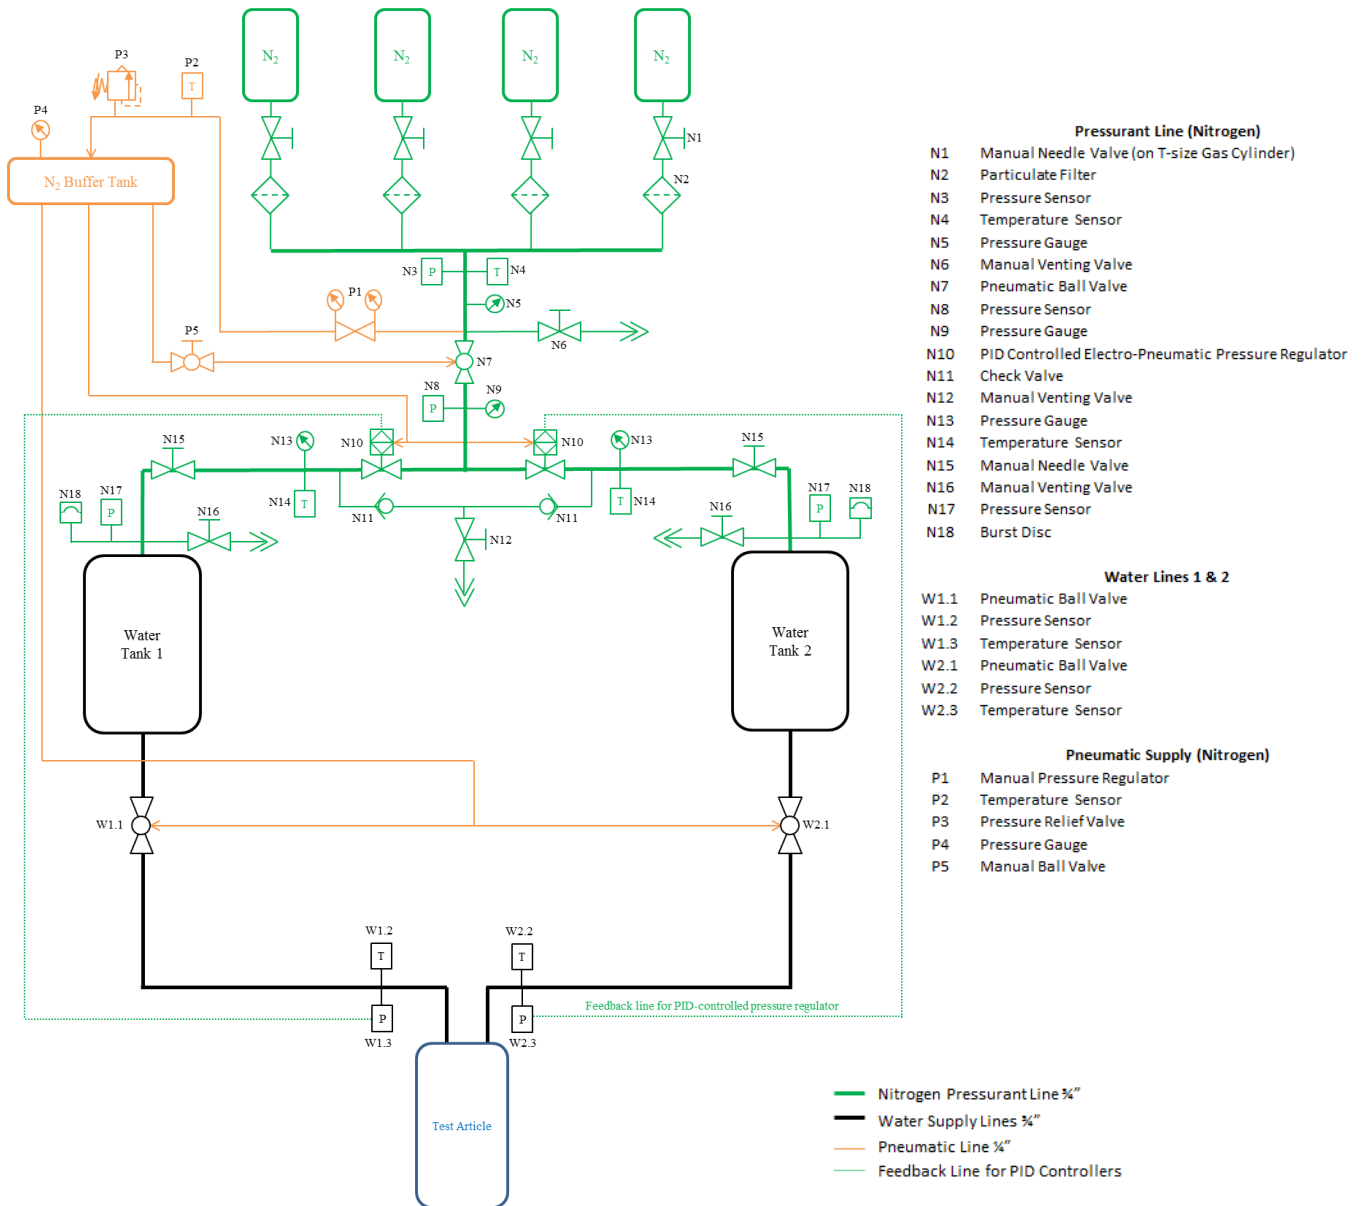 N2
N2
N2
N2
P3
P2
T
P4
N1
N2
N2 Buffer Tank
N3
P
T
N4
P1
N5
N6
P5
N7
N8
P
N9
N15
N13
N10
N10
N13
N15
N18
N17
P
N16
N14
T
N11
N11
T
N14
N12
N16
N17
P
N18
Water
Tank 1
Water
Tank 2
W1.1
W2.1
W1.2
T
P
W1.3
W2.2
T
P
W2.3
Feedback line for PID-controlled pressure regulator
Test Article
Pressurant Line (Nitrogen)
N1 Manual Needle Valve (on T-size Gas Cylinder)
N2 Particulate Filter
N3 Pressure Sensor
N4 Temperature Sensor
N5 Pressure Gauge
N6 Manual Venting Valve
N7 Pneumatic Ball Valve
N8 Pressure Sensor
N9 Pressure Gauge
N10 PID Controlled Electro-Pneumatic Pressure Regulator
N11 Check Valve
N12 Manual Venting Valve
N13 Pressure Gauge
N14 Temperature Sensor
N15 Manual Needle Valve
N16 Manual Venting Valve
N17 Pressure Sensor
N18 Burst Disc
Water Lines 1 & 2
W1.1 Pneumatic Ball Valve
W1.2 Pressure Sensor
W1.3 Temperature Sensor
W2.1 Pneumatic Ball Valve
W2.2 Pressure Sensor
W2.3 Temperature Sensor
Pneumatic Supply (Nitrogen)
P1 Manual Pressure Regulator
P2 Temperature Sensor
P3 Pressure Relief Valve
P4 Pressure Gauge
P5 Manual Ball Valve
Nitrogen Pressurant Line ¾”
Water Supply Lines ¾”
Pneumatic Line ¼”
Feedback Line for PID Controllers